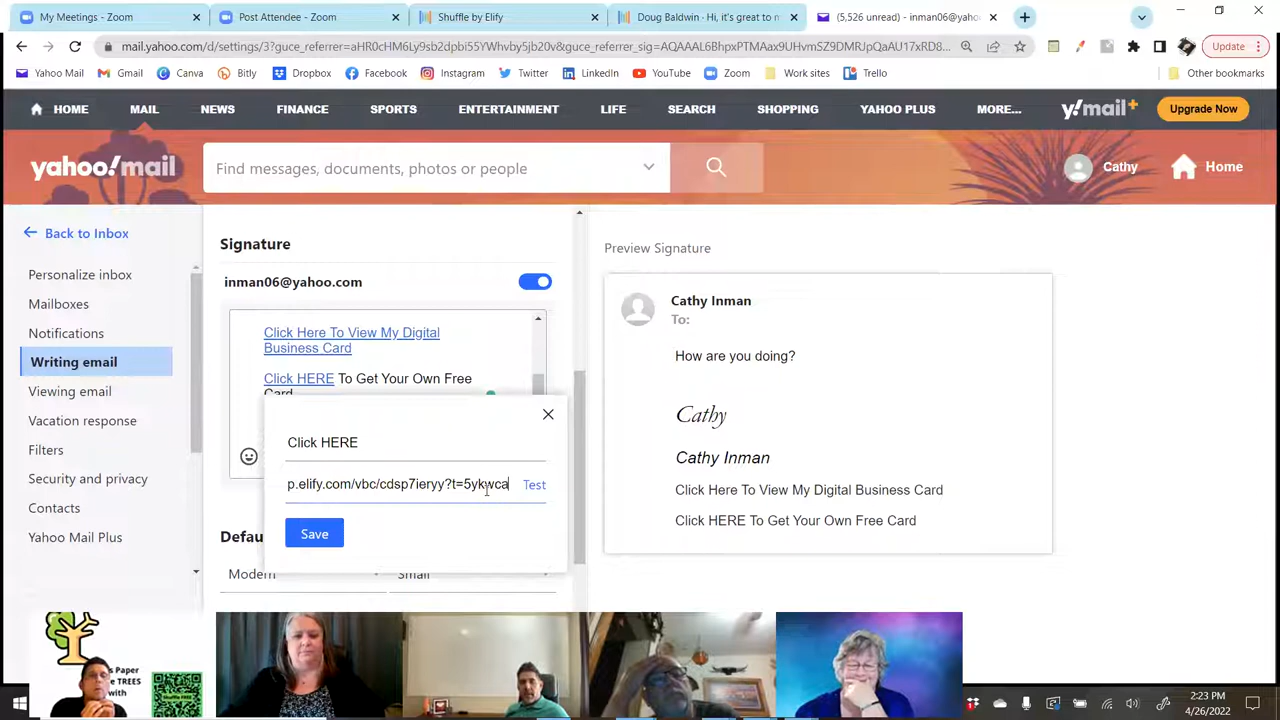 My Meetings - Zoom
Post Attendee - Zoom
Shuffle by Elify
Doug Baldwin - Hi, it's great to m
(5,526 unread) - inman06@yahoo
mail.yahoo.com/d/settings/3?guce_referrer=
Update
Yahoo Mail
Gmail
Canva
Bitly
Dropbox
Facebook
Instagram
Twitter
LinkedIn
YouTube
Zoom
Work sites
Trello
Other bookmarks
HOME
MAIL
NEWS
FINANCE
SPORTS
ENTERTAINMENT
LIFE
SEARCH
SHOPPING
YAHOO PLUS
MORE...
y!mail+
Upgrade Now
yahoo!mail
Find messages, documents, photos or people
Cathy
Home
Back to Inbox
Personalize inbox
Mailboxes
Notifications
Writing email
Viewing email
Vacation response
Filters
Security and privacy
Contacts
Yahoo Mail Plus
Signature
inman06@yahoo.com
Click Here To View My Digital
Business Card
Click HERE To Get Your Own Free
Card
Click HERE
p.elify.com/vbc/cdsp7ieryy?t=5ykwca
Test
Save
Defau
Modern
Small
Preview Signature
Cathy Inman
To:
How are you doing?
Cathy
Cathy Inman
Click Here To View My Digital Business Card
Click HERE To Get Your Own Free Card
s Paper
e TREES
with
Shuffle FREE
2:23 PM
4/26/2022